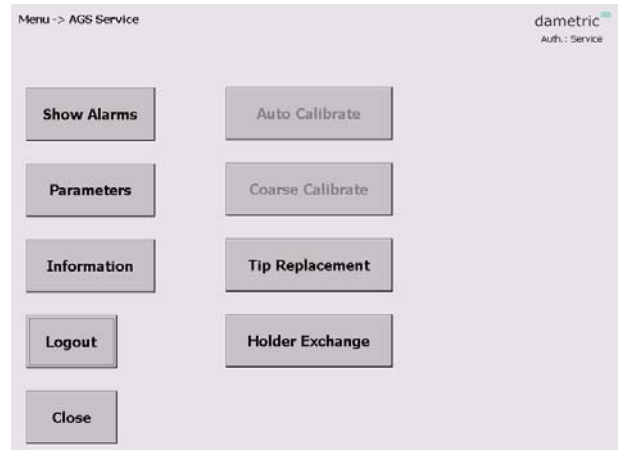 Menu -> AGS Service
dametric
Auth.: Service
Show Alarms
Auto Calibrate
Parameters
Coarse Calibrate
Information
Tip Replacement
Logout
Holder Exchange
Close